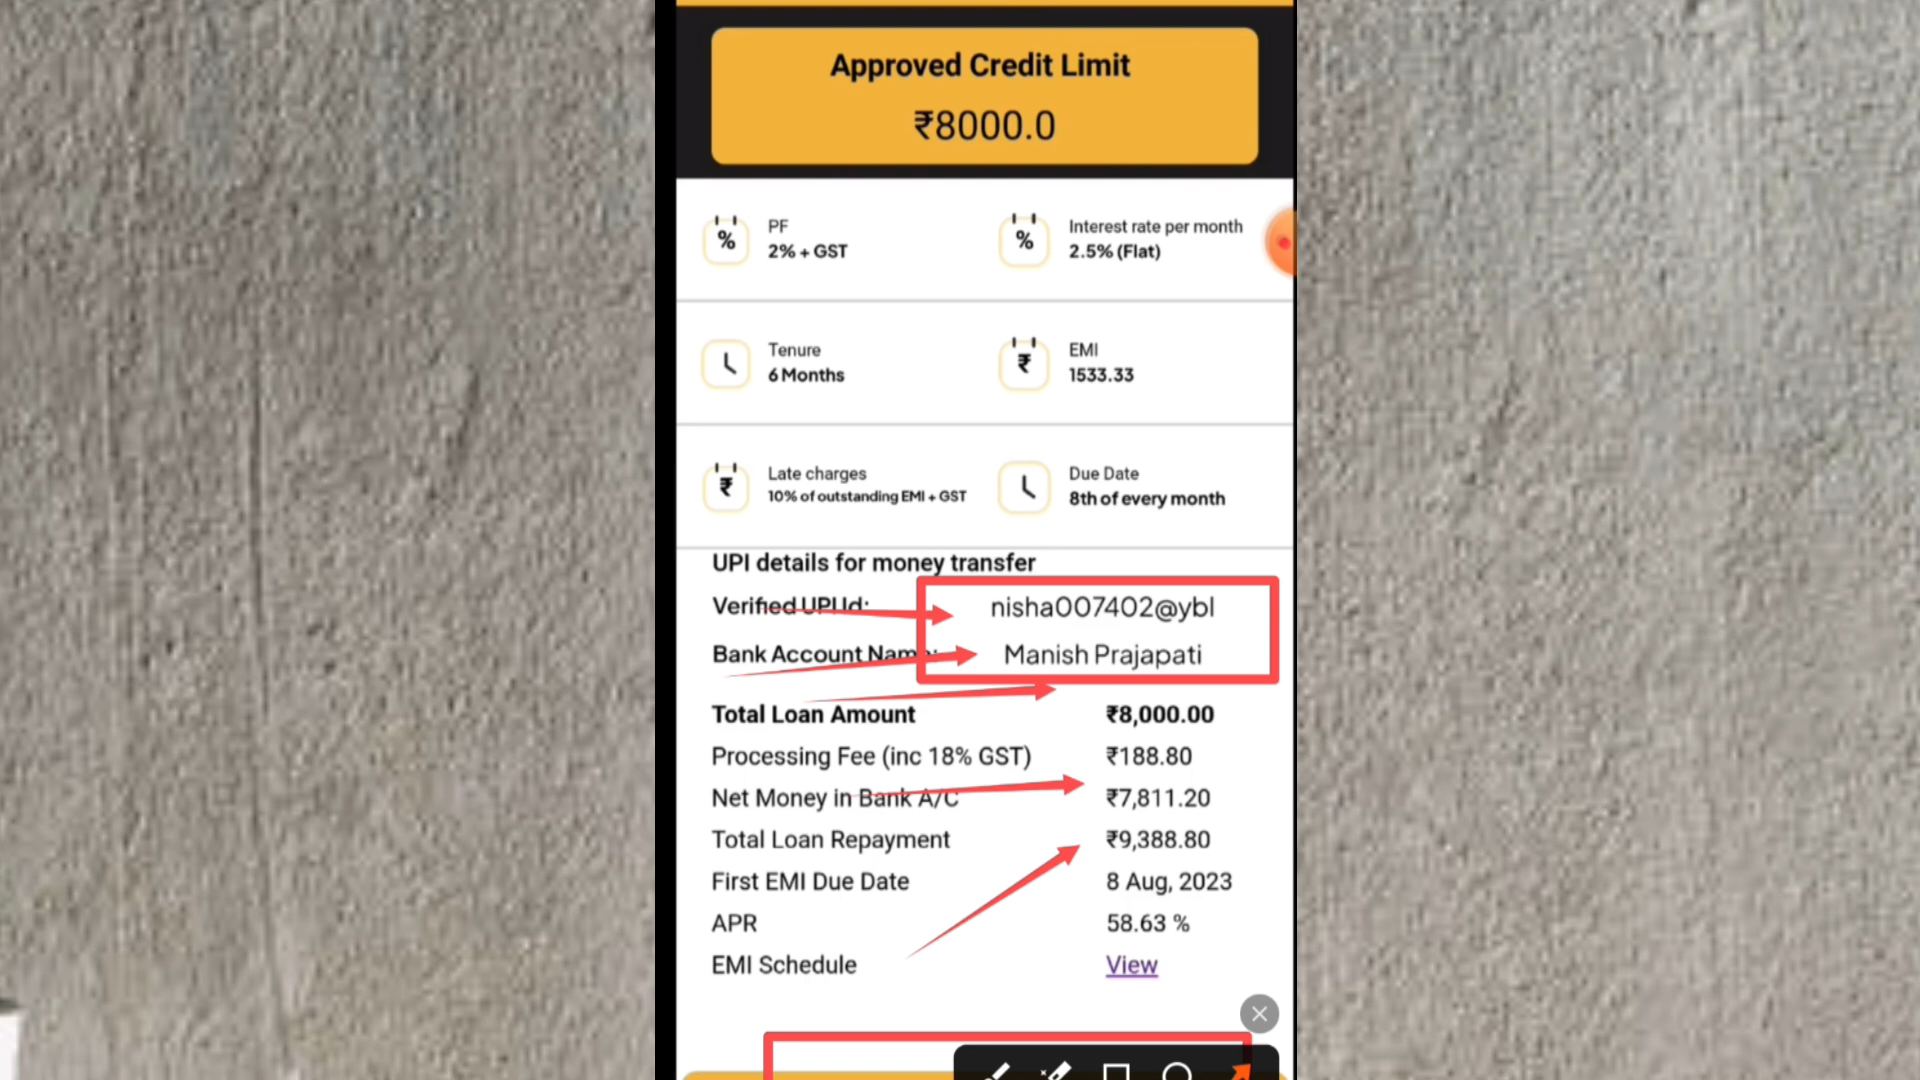 Approved Credit Limit
₹8000.0
PF
2% + GST
Interest rate per month
2.5% (Flat)
Tenure
6 Months
EMI
1533.33
Late charges
10% of outstanding EMI + GST
Due Date
8th of every month
UPI details for money transfer
Verified UPI Id: nisha007402@ybl
Bank Account Name: Manish Prajapati
Total Loan Amount ₹8,000.00
Processing Fee (inc 18% GST) ₹188.80
Net Money in Bank A/C ₹7,811.20
Total Loan Repayment ₹9,388.80
First EMI Due Date 8 Aug, 2023
APR 58.63 %
EMI Schedule View